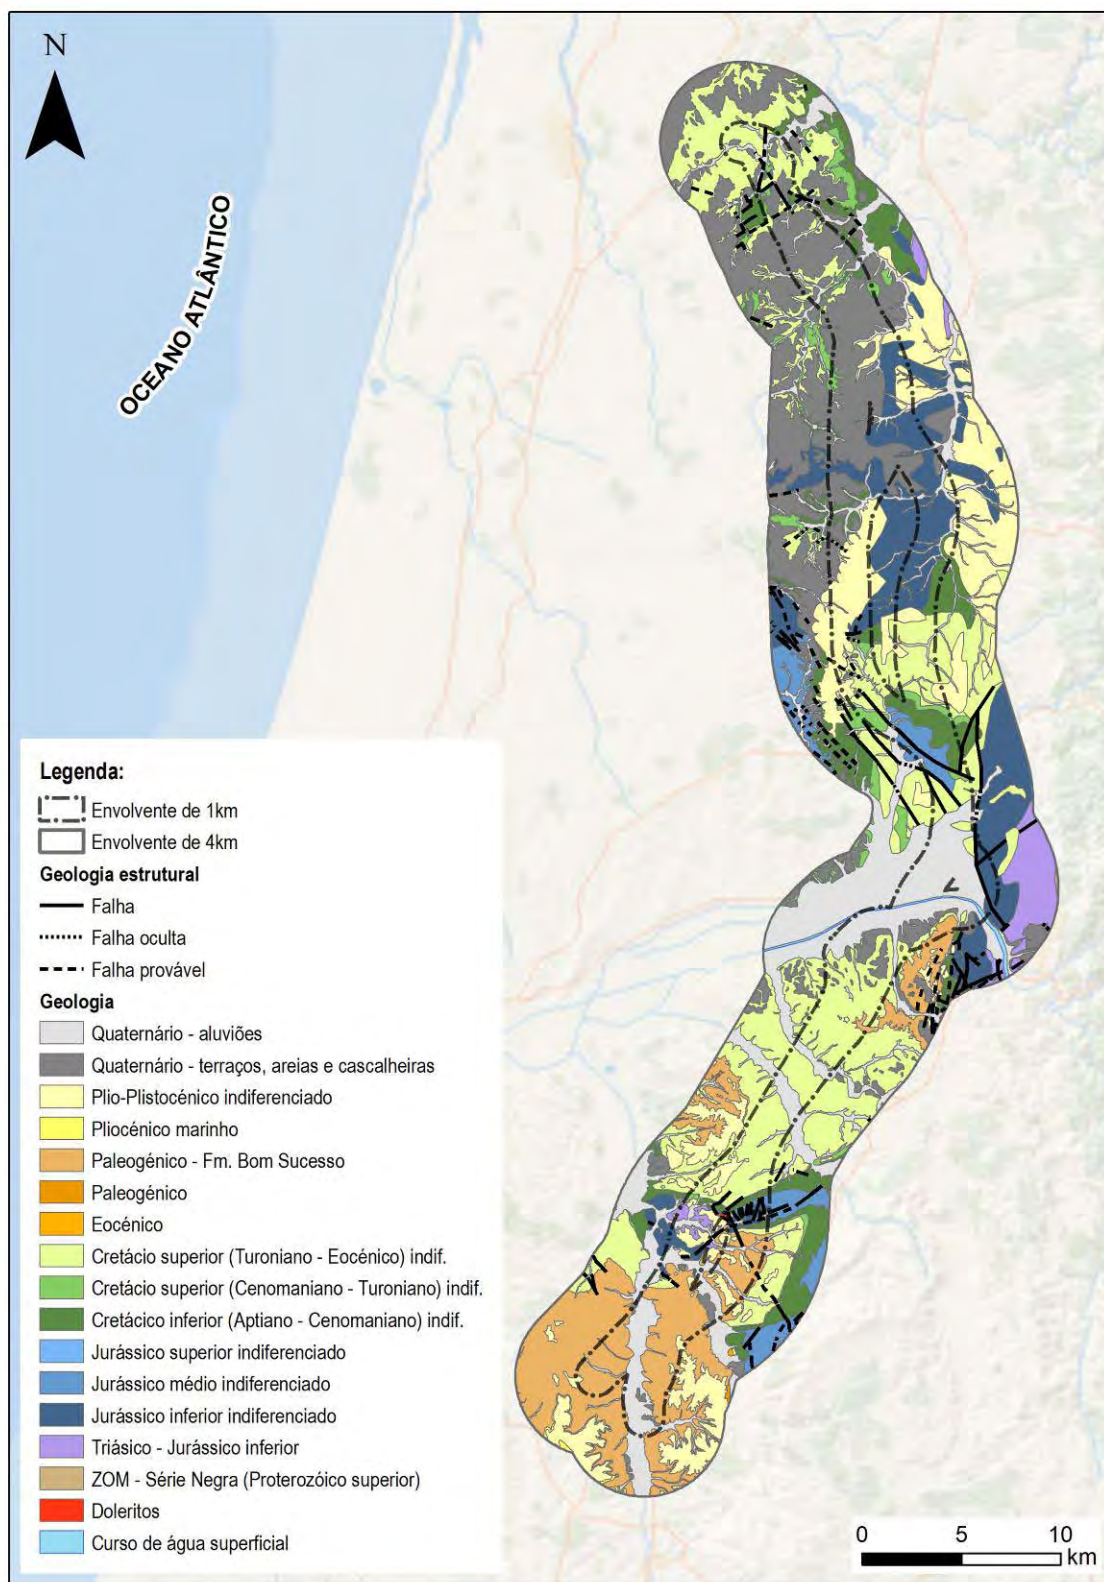 N
OCEANO ATLÂNTICO
Legenda:
Envolvente de 1km
Envolvente de 4km
Geologia estrutural
Falha
Falha oculta
Falha provável
Geologia
Quaternário - aluviões
Quaternário - terraços, areias e cascalheiras
Plio-Plistocénico indiferenciado
Pliocénico marinho
Paleogénico - Fm. Bom Sucesso
Paleogénico
Eocénico
Cretácio superior (Turoniano - Eocénico) indif.
Cretácio superior (Cenomaniano - Turoniano) indif.
Cretácico inferior (Aptiano - Cenomaniano) indif.
Jurássico superior indiferenciado
Jurássico médio indiferenciado
Jurássico inferior indiferenciado
Triásico - Jurássico inferior
ZOM - Série Negra (Proterozóico superior)
Doleritos
Curso de água superficial
0 5 10
km